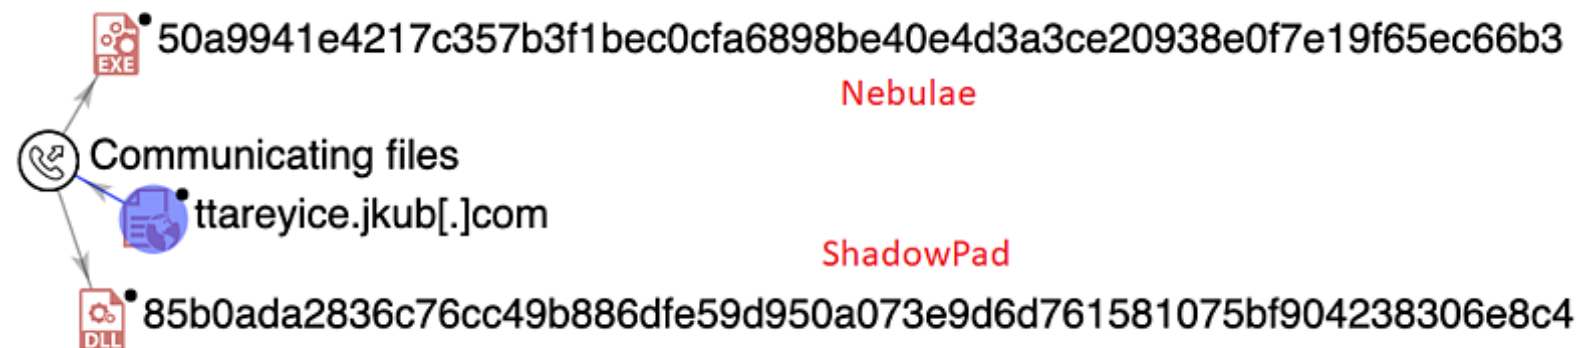 50a9941e4217c357b3f1bec0cfa6898be40e4d3a3ce20938e0f7e19f65ec66b3
EXE
Nebulae
Communicating files
ttareyice.jkub[.]com
ShadowPad
85b0ada2836c76cc49b886dfe59d950a073e9d6d761581075bf904238306e8c4
DLL